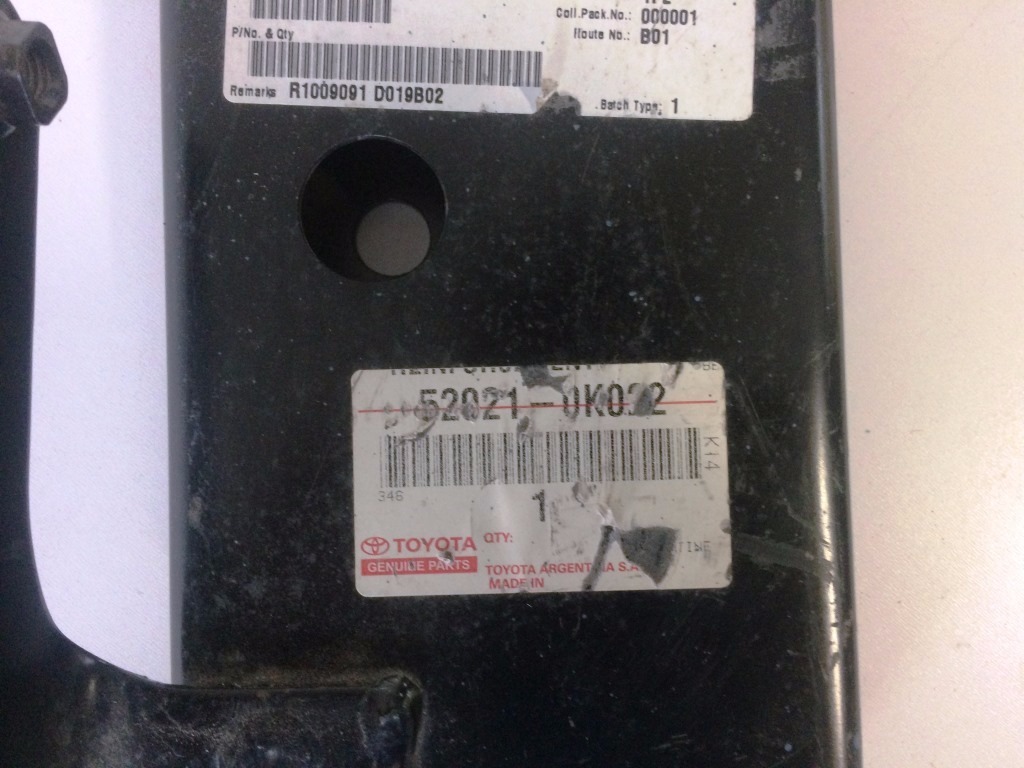 Coll.Pack.No.: 000001
P/No. & Qty
Route No.: B01
Remarks R1009091 D019B02
Batch Type: 1
52021-0K032
K14
346
1
TOYOTA QTY:
GENUINE PARTS
TOYOTA ARGENTINA S.A
MADE IN